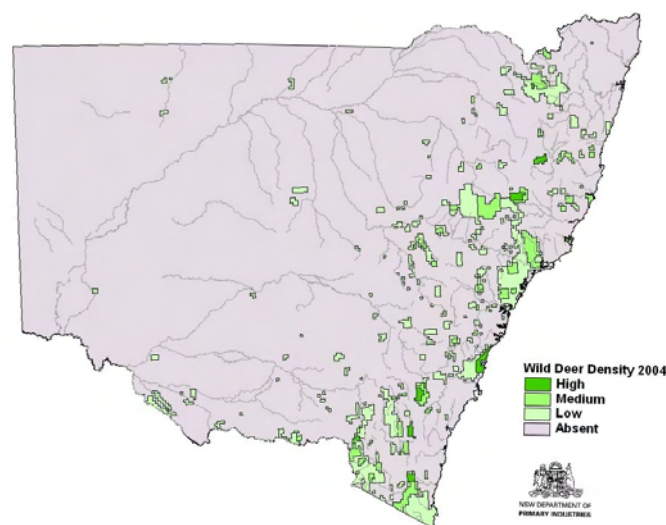 Wild Deer Density 2004
High
Medium
Low
Absent
NSW DEPARTMENT OF
PRIMARY INDUSTRIES